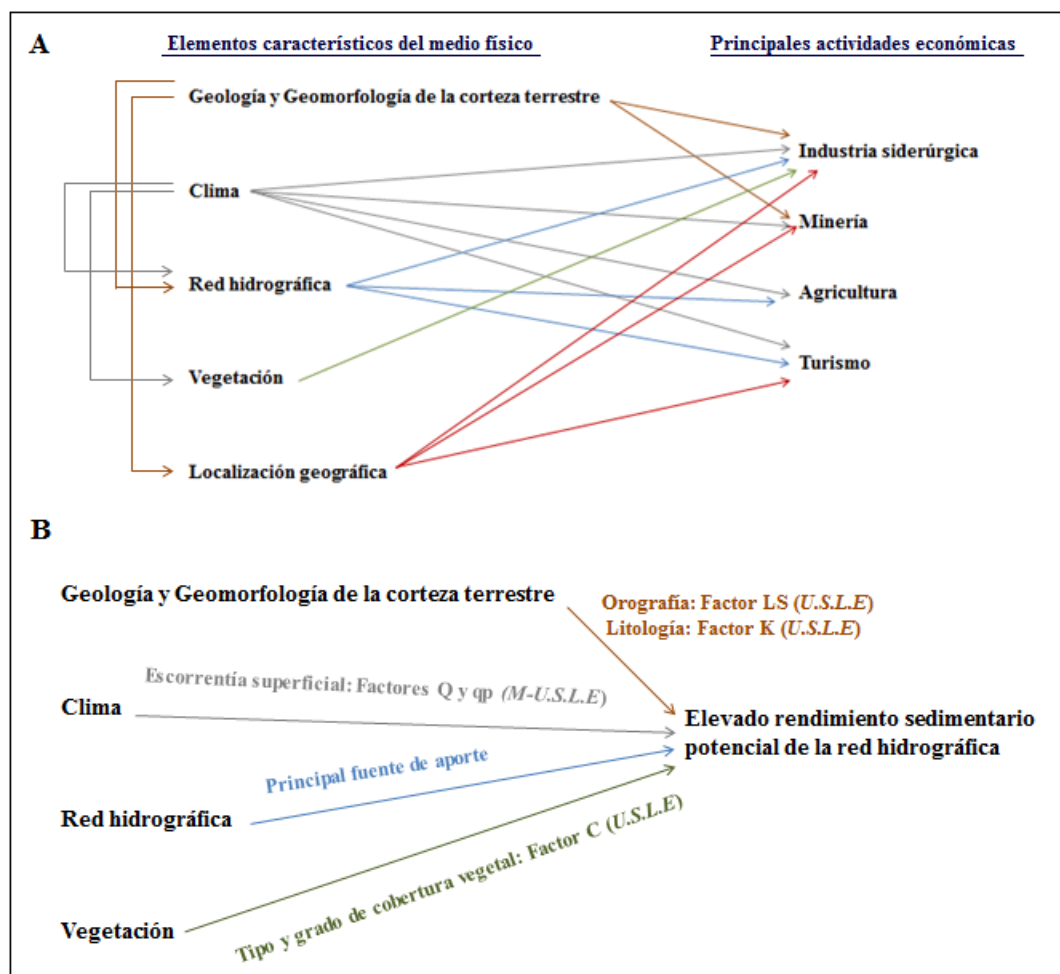 A
Elementos característicos del medio físico
Principales actividades económicas
Geología y Geomorfología de la corteza terrestre
Clima
Red hidrográfica
Vegetación
Localización geográfica
Industria siderúrgica
Minería
Agricultura
Turismo
B
Geología y Geomorfología de la corteza terrestre
Orografía: Factor LS (U.S.L.E)
Litología: Factor K (U.S.L.E)
Escorrentía superficial: Factores Q y qp (M-U.S.L.E)
Clima
Elevado rendimiento sedimentario
potencial de la red hidrográfica
Principal fuente de aporte
Red hidrográfica
Tipo y grado de cobertura vegetal: Factor C (U.S.L.E)
Vegetación